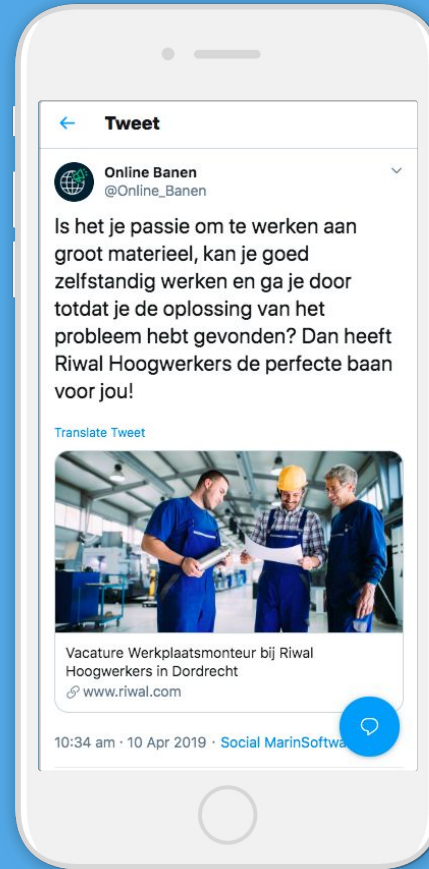 Tweet
Online Banen
@Online_Banen
Is het je passie om te werken aan
groot materieel, kan je goed
zelfstandig werken en ga je door
totdat je de oplossing van het
probleem hebt gevonden? Dan heeft
Riwal Hoogwerkers de perfecte baan
voor jou!
Translate Tweet
Vacature Werkplaatsmonteur bij Riwal
Hoogwerkers in Dordrecht
www.riwal.com
10:34 am · 10 Apr 2019 · Social MarinSoftwa